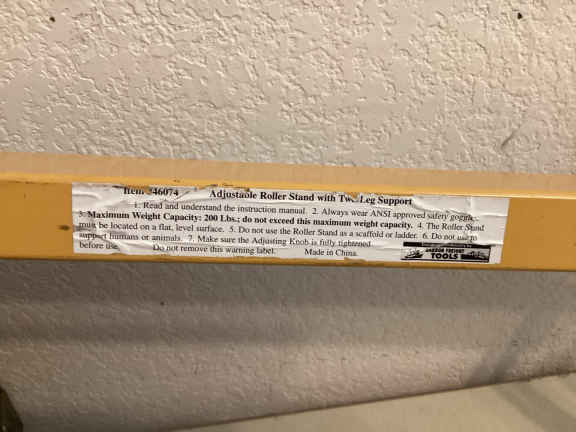 Item #46074 Adjustable Roller Stand with Two Leg Support
1. Read and understand the instruction manual. 2. Always wear ANSI approved safety goggles.
3. Maximum Weight Capacity: 200 Lbs.; do not exceed this maximum weight capacity. 4. The Roller Stand
must be located on a flat, level surface. 5. Do not use the Roller Stand as a scaffold or ladder. 6. Do not use to
support humans or animals. 7. Make sure the Adjusting Knob is fully tightened
before use. Do not remove this warning label. Made in China.
HARBOR FREIGHT
TOOLS